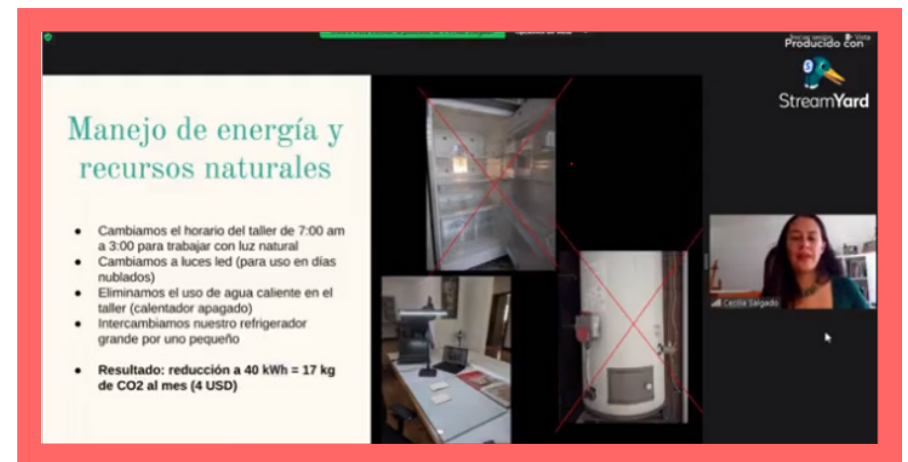 Vista
Producido con
StreamYard
Manejo de energía y
recursos naturales
Cambiamos el horario del taller de 7:00 am
a 3:00 para trabajar con luz natural
Cambiamos a luces led (para uso en días
nublados)
Eliminamos el uso de agua caliente en el
taller (calentador apagado)
Intercambiamos nuestro refrigerador
grande por uno pequeño
Resultado: reducción a 40 kWh = 17 kg
de CO2 al mes (4 USD)
Cecilia Salgado